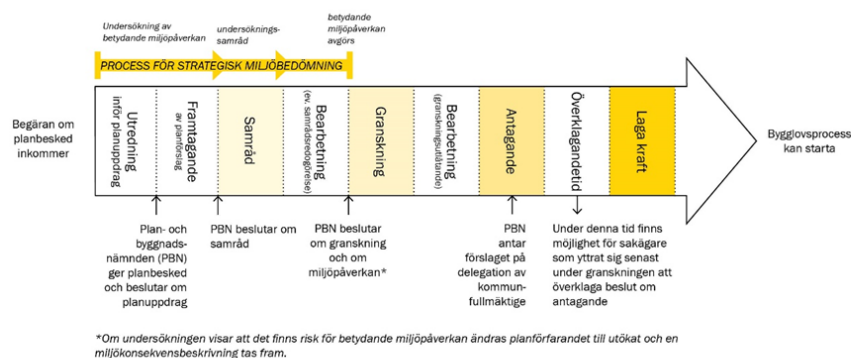 Undersökning av
betydande miljöpåverkan
undersöknings-
samråd
betydande
miljöpåverkan
avgörs
PROCESS FÖR STRATEGISK MILJÖBEDÖMNING
Begäran om
planbesked
inkommer
Utredning
inför planuppdrag
Framtagande
av planförslag
Samråd
Bearbetning
(ev. samrådsredogörelse)
Granskning
Bearbetning
(granskningsutlåtande)
Antagande
Överklagandetid
Laga kraft
Bygglovsprocess
kan starta
Plan- och
byggnads-
nämnden (PBN)
ger planbesked
och beslutar om
planuppdrag
PBN beslutar om
samråd
PBN beslutar
om granskning
och om
miljöpåverkan*
PBN
antar
förslaget på
delegation av
kommun-
fullmäktige
Under denna tid finns
möjlighet för sakägare
som yttrat sig senast
under granskningen att
överklaga beslut om
antagande
*Om undersökningen visar att det finns risk för betydande miljöpåverkan ändras planförfarandet till utökat och en
miljökonsekvensbeskrivning tas fram.